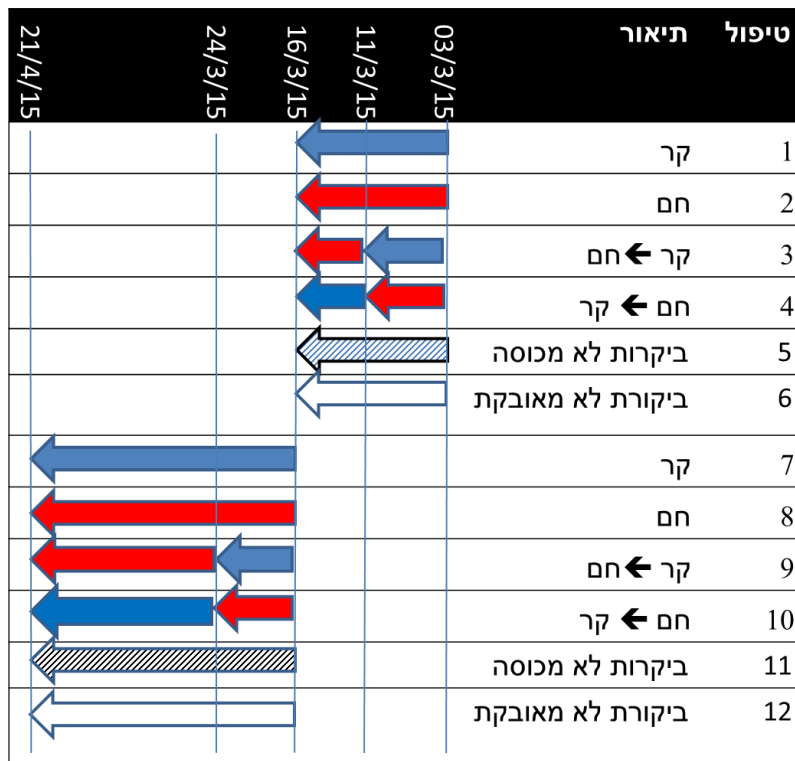 טיפול תיאור 03/3/15 11/3/15 16/3/15 24/3/15 21/4/15
1 קר
2 חם
3 קר ← חם
4 חם ← קר
5 ביקרות לא מכוסה
6 ביקורת לא מאובקת
7 קר
8 חם
9 קר ← חם
10 חם ← קר
11 ביקרות לא מכוסה
12 ביקורת לא מאובקת